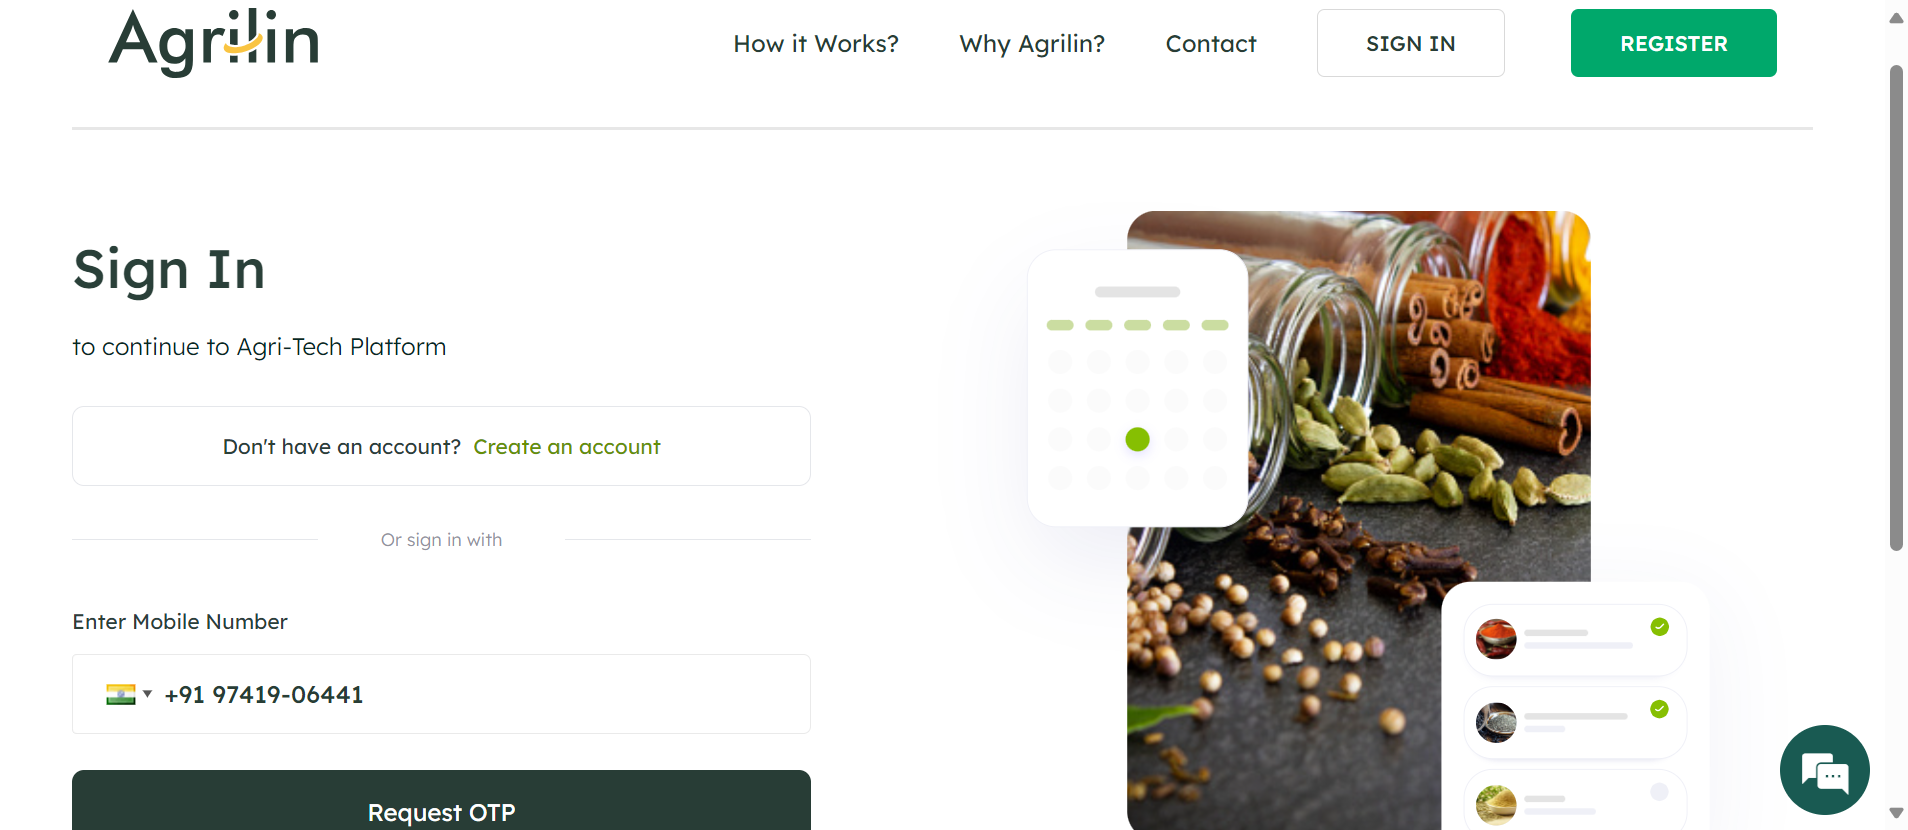 Agrilin
How it Works?
Why Agrilin?
Contact
SIGN IN
REGISTER
Sign In
to continue to Agri-Tech Platform
Don't have an account? Create an account
Or sign in with
Enter Mobile Number
+91 97419-06441
Request OTP